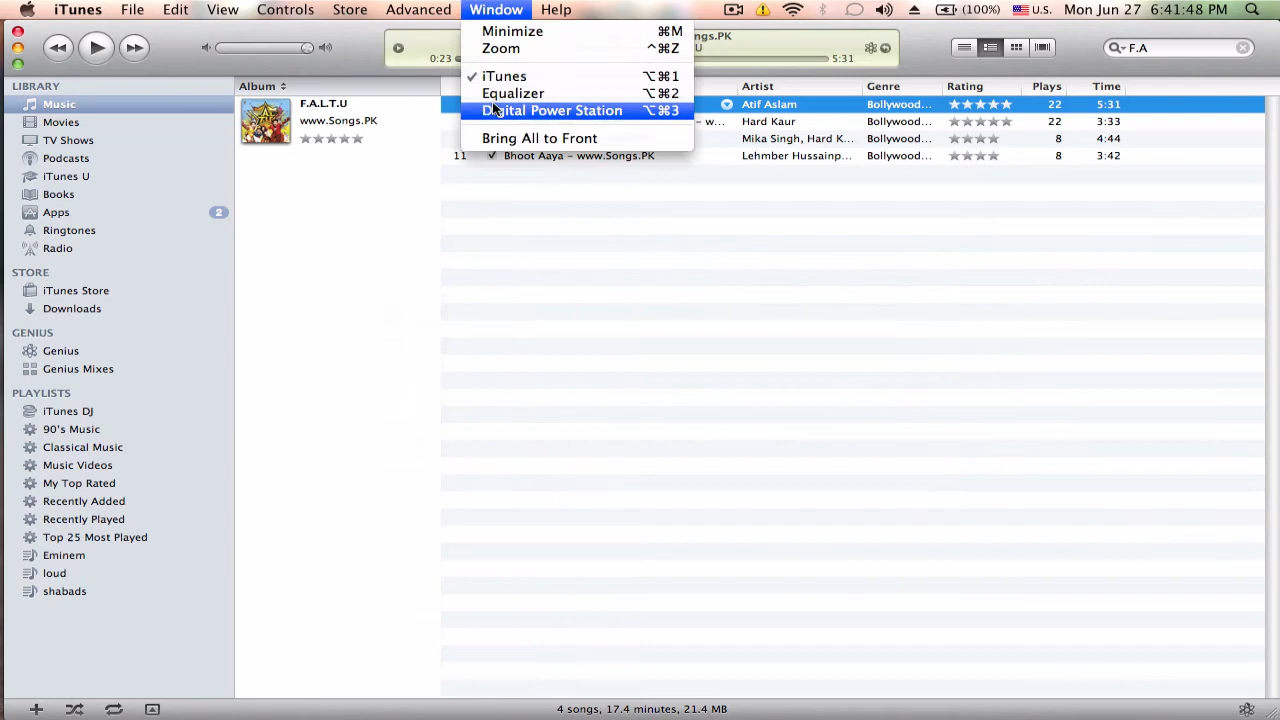 iTunes File Edit View Controls Store Advanced Window Help (100%) U.S. Mon Jun 27 6:41:48 PM
Minimize ⌘M
Zoom ^⌘Z
✓ iTunes ⌥⌘1
Equalizer ⌥⌘2
Digital Power Station ⌥⌘3
Bring All to Front
gs.PK
U
0:23 5:31
F.A
LIBRARY
Music
Movies
TV Shows
Podcasts
iTunes U
Books
Apps 2
Ringtones
Radio
STORE
iTunes Store
Downloads
GENIUS
Genius
Genius Mixes
PLAYLISTS
iTunes DJ
90's Music
Classical Music
Music Videos
My Top Rated
Recently Added
Recently Played
Top 25 Most Played
Eminem
loud
shabads
Album Artist Genre Rating Plays Time
F.A.L.T.U
www.Songs.PK
Atif Aslam Bollywood... ★★★★★ 22 5:31
– w... Hard Kaur Bollywood... ★★★★★ 22 3:33
Mika Singh, Hard K... Bollywood... ★★★★ 8 4:44
11 ✓ Bhoot Aaya – www.Songs.PK Lehmber Hussainp... Bollywood... ★★★★ 8 3:42
4 songs, 17.4 minutes, 21.4 MB